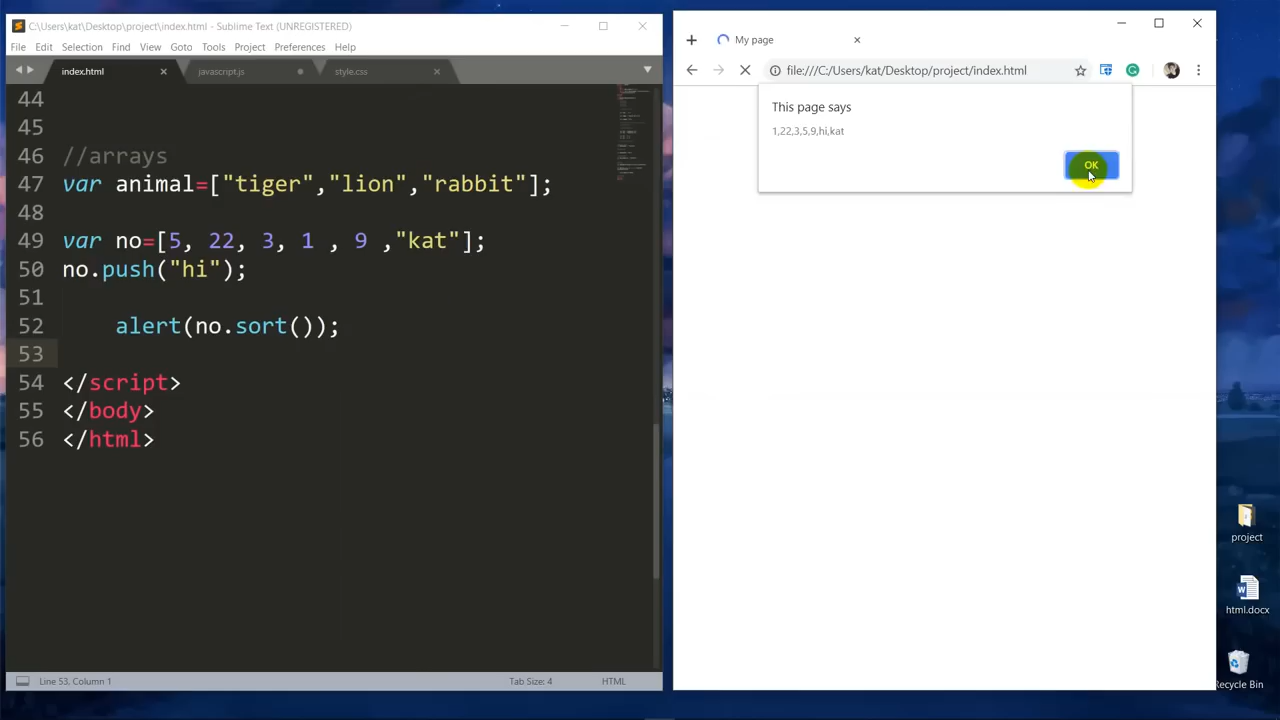 C:\Users\kat\Desktop\project\index.html - Sublime Text (UNREGISTERED)
File Edit Selection Find View Goto Tools Project Preferences Help
index.html javascript.js style.css
44
45
46 //arrays
47 var animal=["tiger","lion","rabbit"];
48
49 var no=[5, 22, 3, 1 , 9 ,"kat"];
50 no.push("hi");
51
52 alert(no.sort());
53
54 </script>
55 </body>
56 </html>
Line 53, Column 1 Tab Size: 4 HTML
My page
file:///C:/Users/kat/Desktop/project/index.html
This page says
1,22,3,5,9,hi,kat
OK
project
html.docx
Recycle Bin